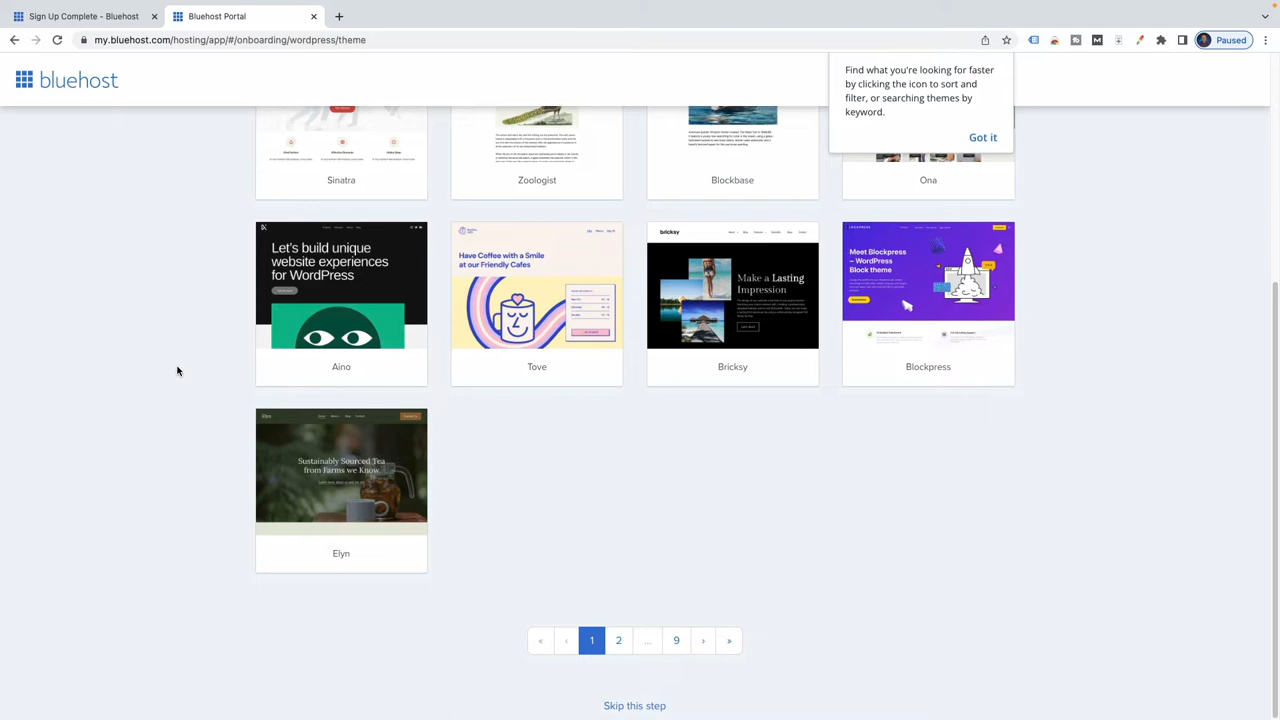 Sign Up Complete - Bluehost
Bluehost Portal
my.bluehost.com/hosting/app/#/onboarding/wordpress/theme
Paused
bluehost
Find what you're looking for faster
by clicking the icon to sort and
filter, or searching themes by
keyword.
Got it
Sinatra
Zoologist
Blockbase
Ona
Let's build unique
website experiences
for WordPress
Aino
Have Coffee with a Smile
at our Friendly Cafes
Tove
bricksy
Make a Lasting
Impression
Bricksy
Meet Blockpress
– WordPress
Block theme
Blockpress
Elyn
Sustainably Sourced Tea
from Farms we Know
Elyn
« ‹ 1 2 ... 9 › »
Skip this step